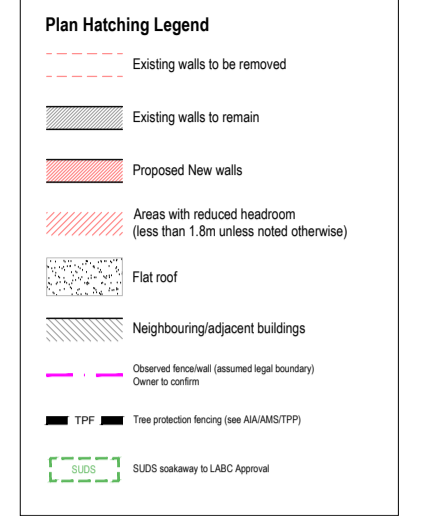 Plan Hatching Legend
Existing walls to be removed
Existing walls to remain
Proposed New walls
Areas with reduced headroom
(less than 1.8m unless noted otherwise)
Flat roof
Neighbouring/adjacent buildings
Observed fence/wall (assumed legal boundary)
Owner to confirm
TPF Tree protection fencing (see AIA/AMS/TPP)
SUDS SUDS soakaway to LABC Approval